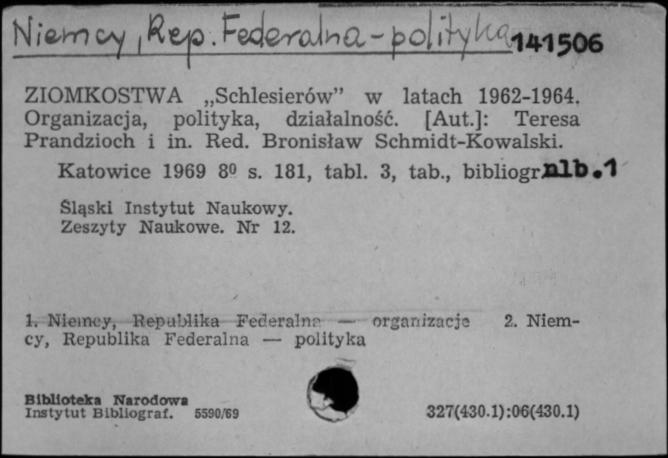 Niemcy, Rep. Federalna - polityka 141506
ZIOMKOSTWA „Schlesierów” w latach 1962-1964.
Organizacja, polityka, działalność. [Aut.]: Teresa
Prandzioch i in. Red. Bronisław Schmidt-Kowalski.
Katowice 1969 8⁰ s. 181, tabl. 3, tab., bibliogr. nlb.1
Śląski Instytut Naukowy.
Zeszyty Naukowe. Nr 12.
1. Niemcy, Republika Federalna — organizacje 2. Niem-
cy, Republika Federalna — polityka
Biblioteka Narodowa
Instytut Bibliograf. 5590/69 327(430.1):06(430.1)